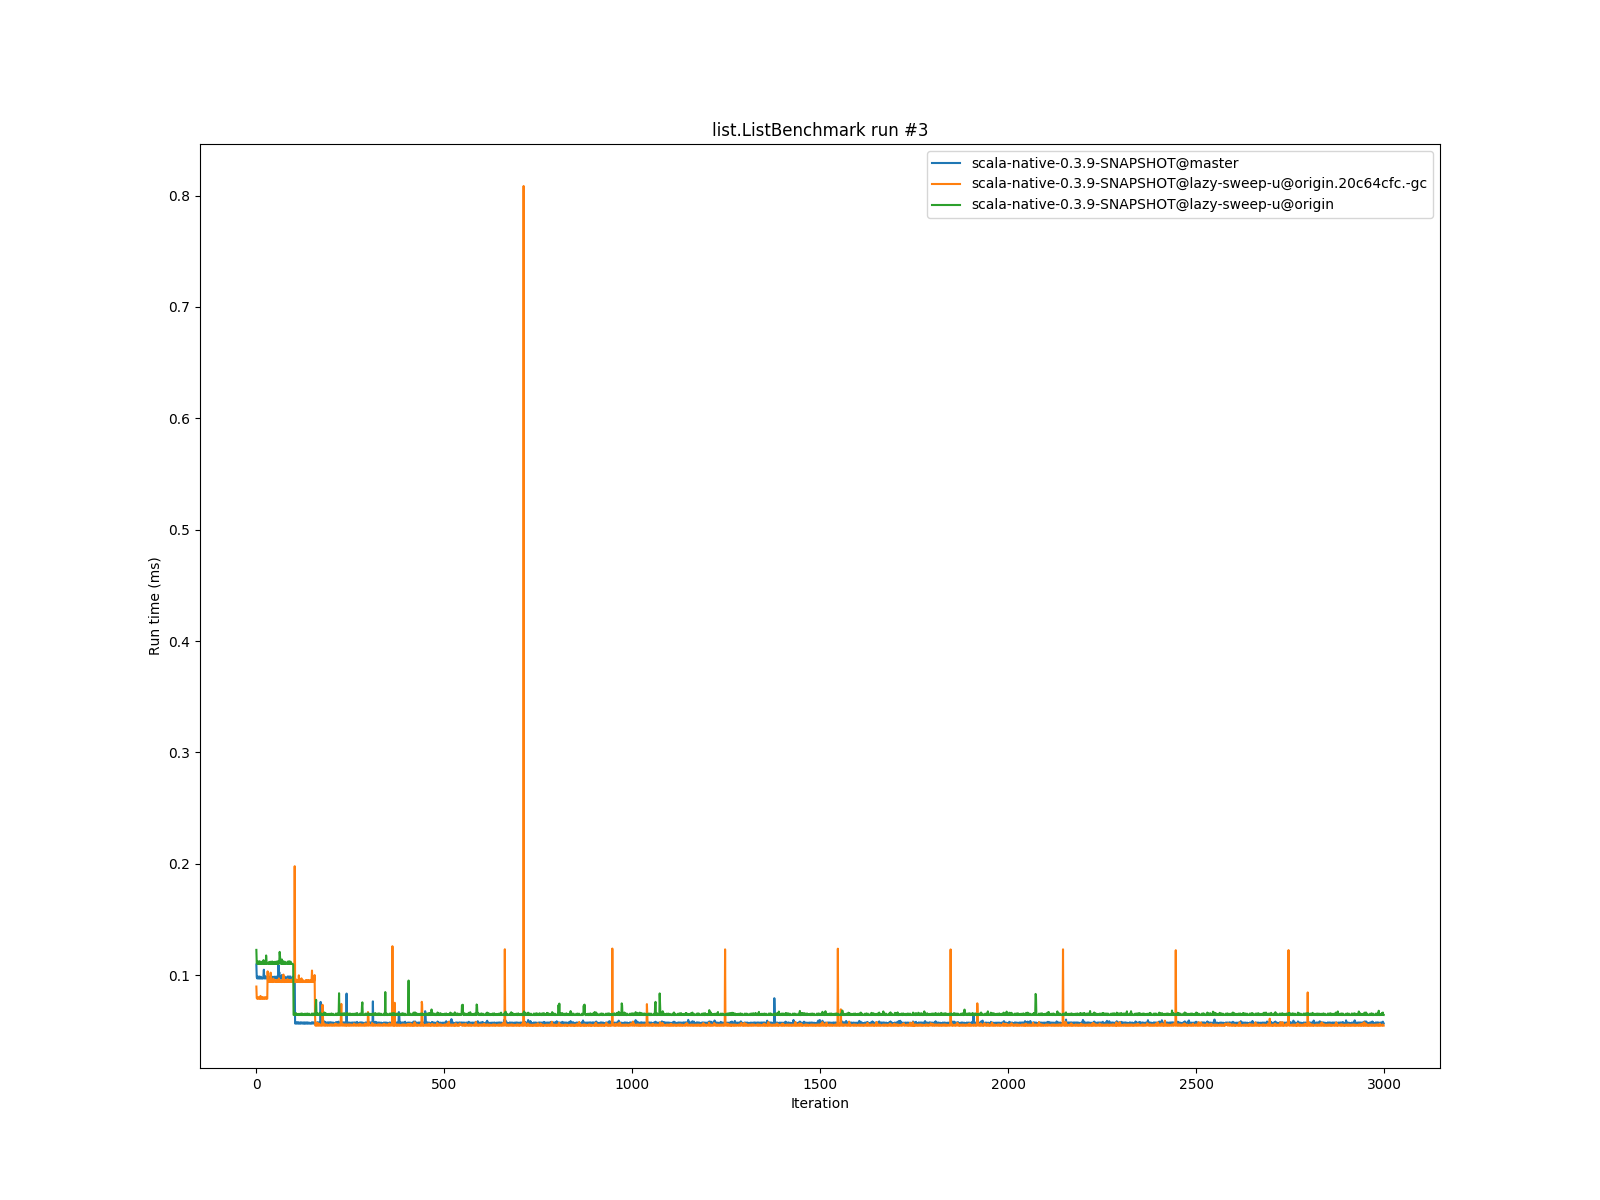 list.ListBenchmark run #3
scala-native-0.3.9-SNAPSHOT@master
scala-native-0.3.9-SNAPSHOT@lazy-sweep-u@origin.20c64cfc.-gc
scala-native-0.3.9-SNAPSHOT@lazy-sweep-u@origin
0.8
0.7
0.6
0.5
0.4
0.3
0.2
0.1
Run time (ms)
0 500 1000 1500 2000 2500 3000
Iteration